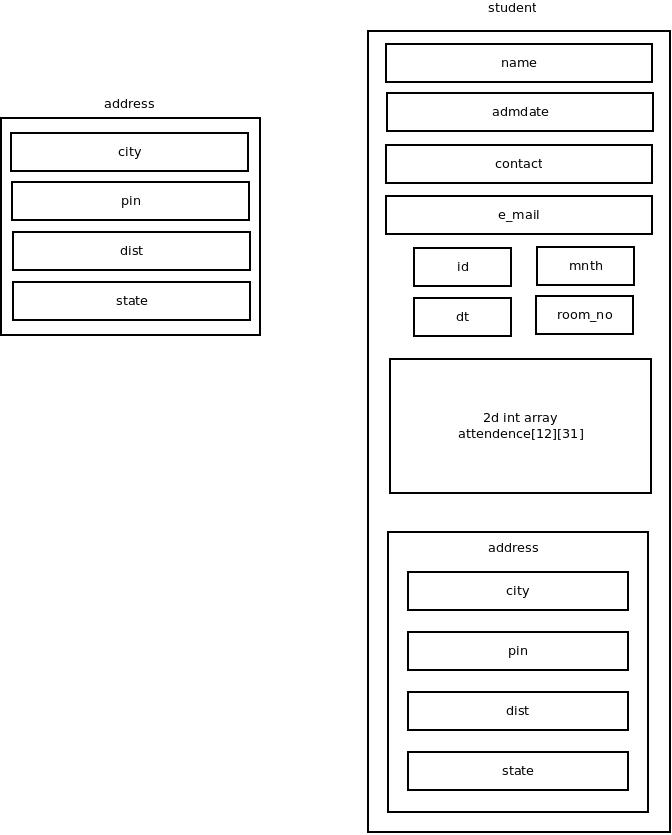 address
city
pin
dist
state
student
name
admdate
contact
e_mail
id
mnth
dt
room_no
2d int array
attendence[12][31]
address
city
pin
dist
state